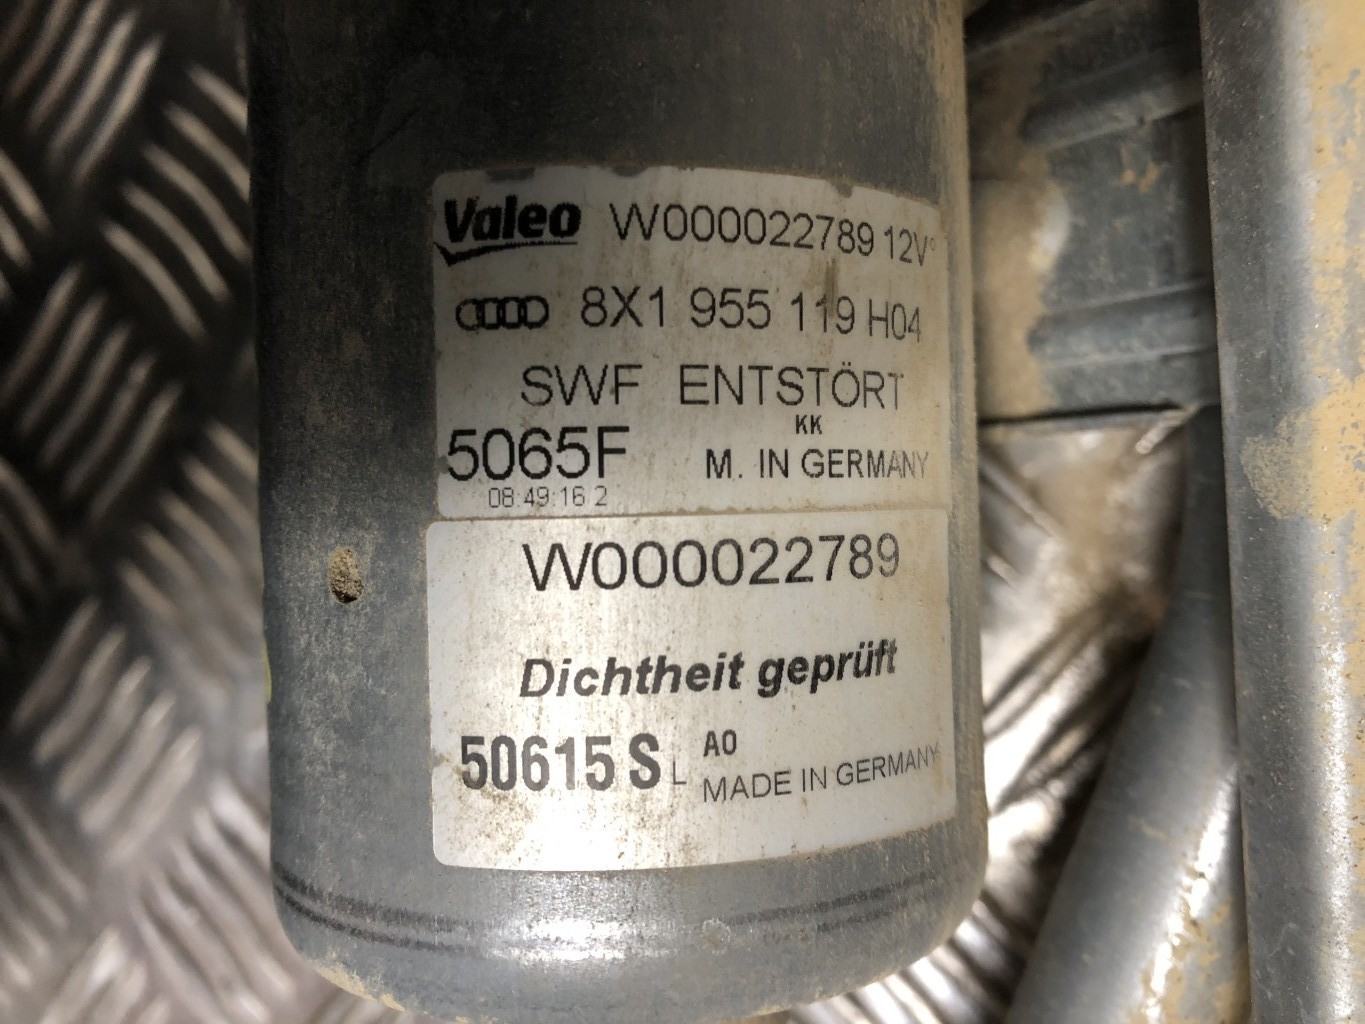 Valeo W000022789 12V°
8X1 955 119 H04
SWF ENTSTÖRT
KK
5065F M. IN GERMANY
08:49:16 2
W000022789
Dichtheit geprüft
50615 S L AO
MADE IN GERMANY